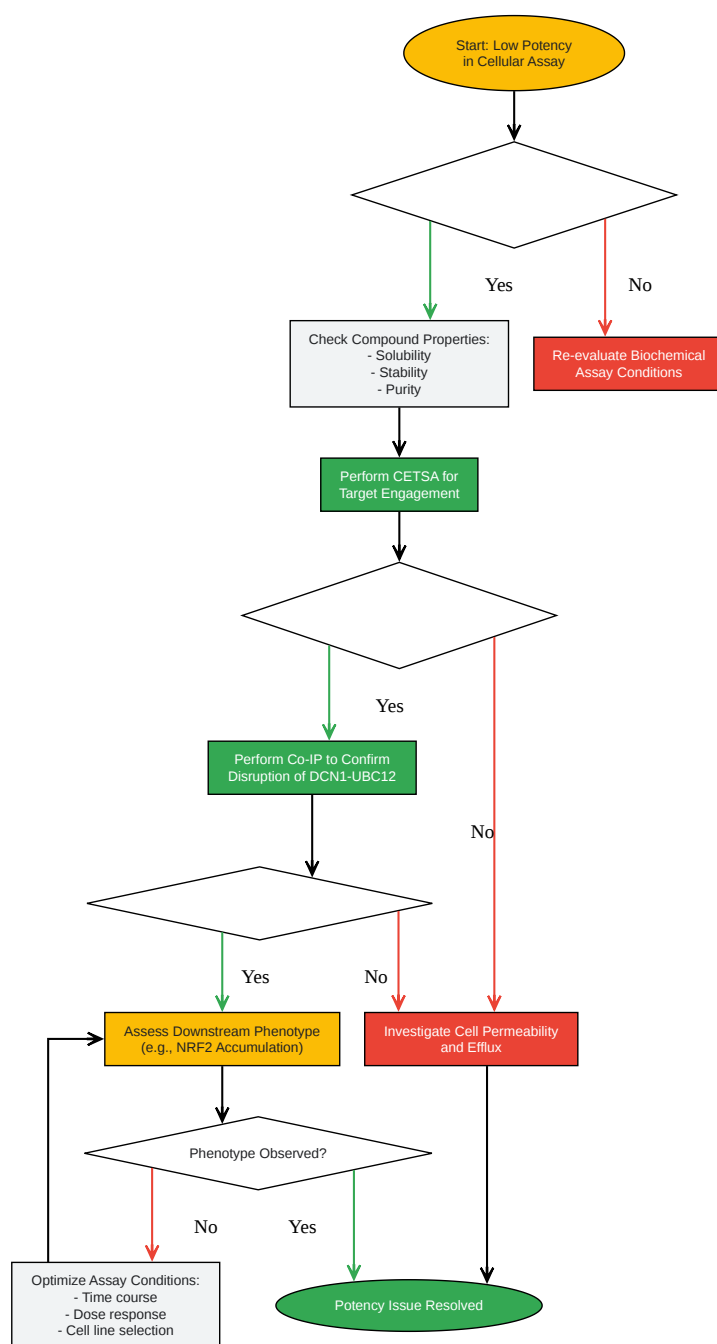 Start: Low Potency
in Cellular Assay
Yes
No
Check Compound Properties:
- Solubility
- Stability
- Purity
Re-evaluate Biochemical
Assay Conditions
Perform CETSA for
Target Engagement
Yes
Perform Co-IP to Confirm
Disruption of DCN1-UBC12
No
Yes
No
Assess Downstream Phenotype
(e.g., NRF2 Accumulation)
Investigate Cell Permeability
and Efflux
Phenotype Observed?
No
Yes
Optimize Assay Conditions:
- Time course
- Dose response
- Cell line selection
Potency Issue Resolved